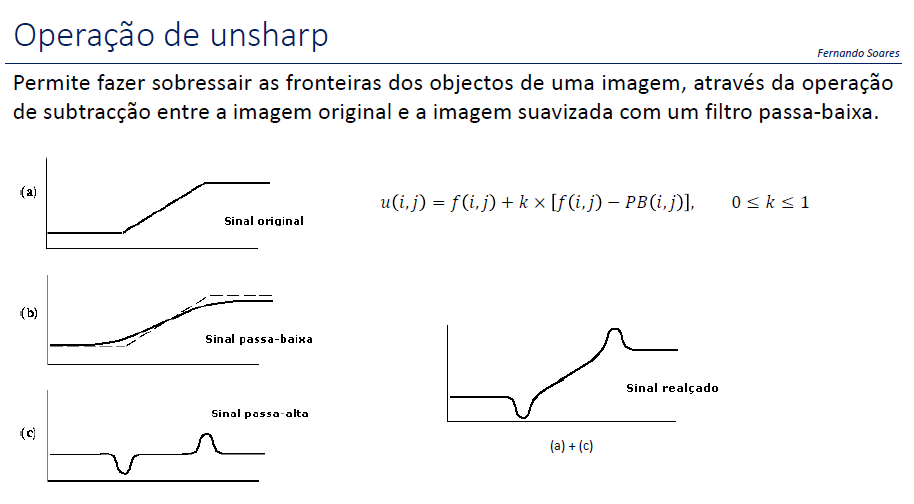 Operação de unsharp
Fernando Soares
Permite fazer sobressair as fronteiras dos objectos de uma imagem, através da operação
de subtracção entre a imagem original e a imagem suavizada com um filtro passa-baixa.
(a)
Sinal original
u(i,j) = f(i,j) + k × [f(i,j) − PB(i,j)], 0 ≤ k ≤ 1
(b)
Sinal passa-baixa
(c)
Sinal passa-alta
Sinal realçado
(a) + (c)